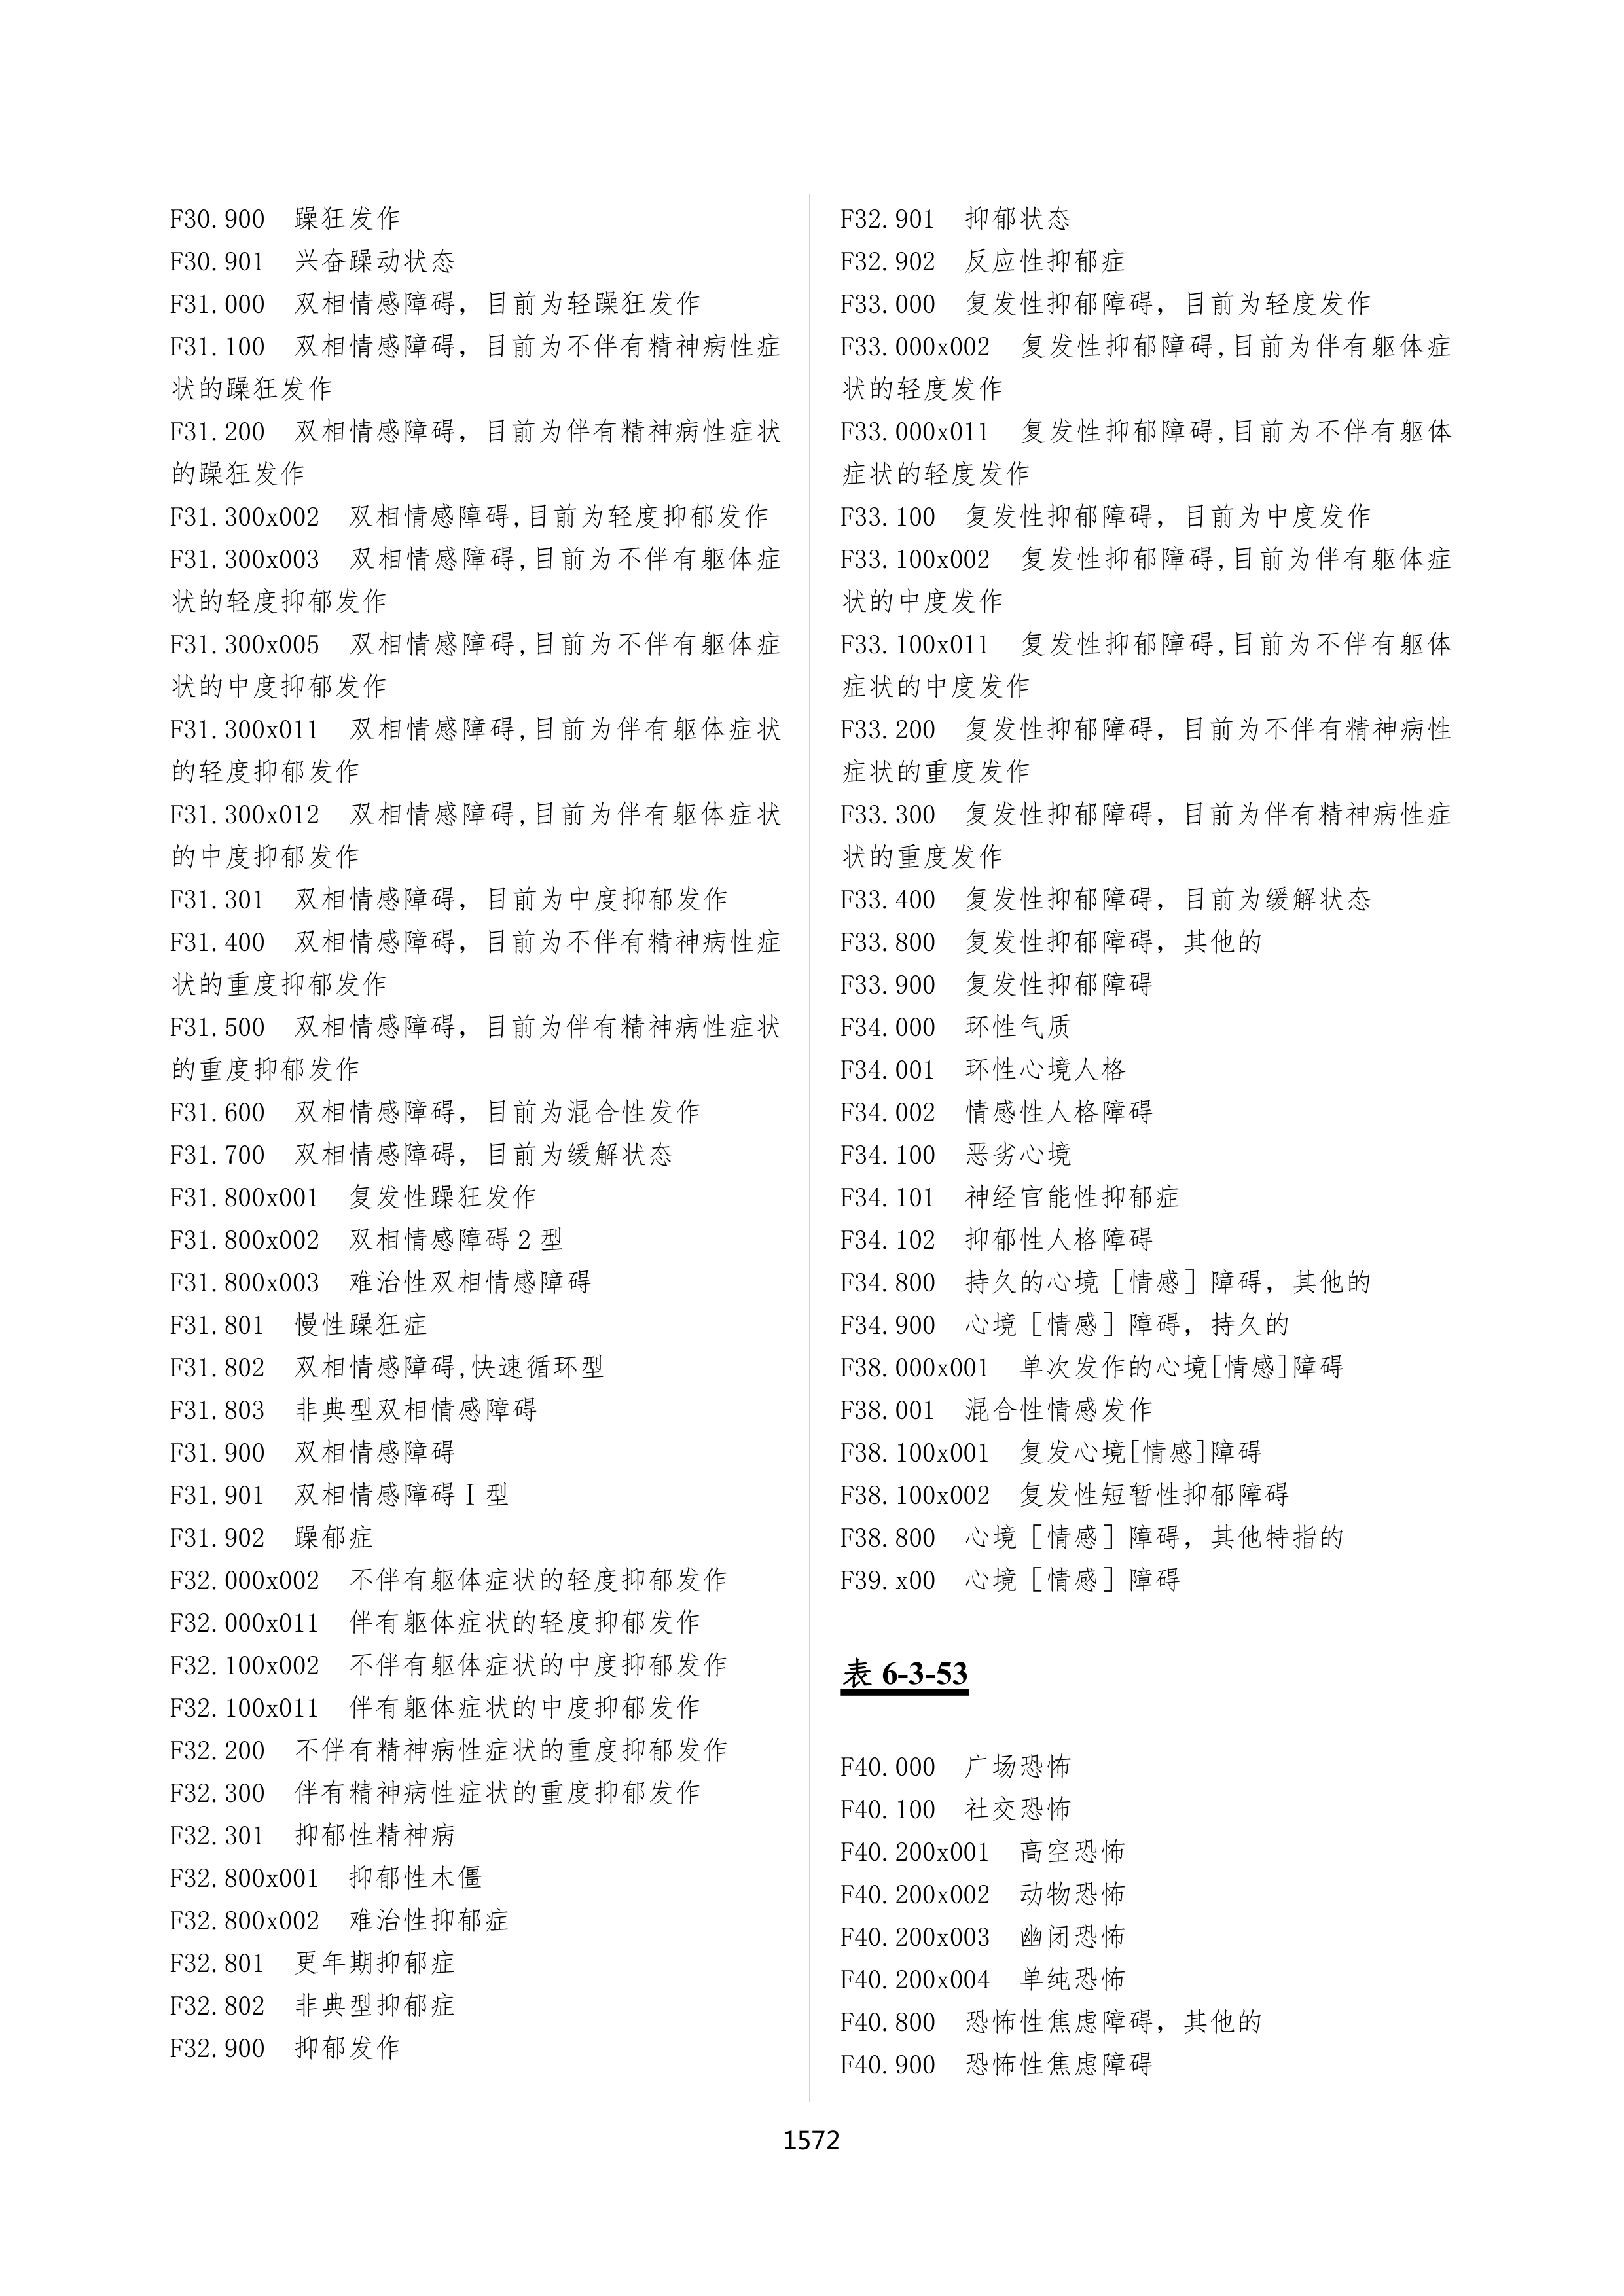 F30.900 躁狂发作
F30.901 兴奋躁动状态
F31.000 双相情感障碍，目前为轻躁狂发作
F31.100 双相情感障碍，目前为不伴有精神病性症
状的躁狂发作
F31.200 双相情感障碍，目前为伴有精神病性症状
的躁狂发作
F31.300x002 双相情感障碍,目前为轻度抑郁发作
F31.300x003 双相情感障碍,目前为不伴有躯体症
状的轻度抑郁发作
F31.300x005 双相情感障碍,目前为不伴有躯体症
状的中度抑郁发作
F31.300x011 双相情感障碍,目前为伴有躯体症状
的轻度抑郁发作
F31.300x012 双相情感障碍,目前为伴有躯体症状
的中度抑郁发作
F31.301 双相情感障碍，目前为中度抑郁发作
F31.400 双相情感障碍，目前为不伴有精神病性症
状的重度抑郁发作
F31.500 双相情感障碍，目前为伴有精神病性症状
的重度抑郁发作
F31.600 双相情感障碍，目前为混合性发作
F31.700 双相情感障碍，目前为缓解状态
F31.800x001 复发性躁狂发作
F31.800x002 双相情感障碍2型
F31.800x003 难治性双相情感障碍
F31.801 慢性躁狂症
F31.802 双相情感障碍,快速循环型
F31.803 非典型双相情感障碍
F31.900 双相情感障碍
F31.901 双相情感障碍Ⅰ型
F31.902 躁郁症
F32.000x002 不伴有躯体症状的轻度抑郁发作
F32.000x011 伴有躯体症状的轻度抑郁发作
F32.100x002 不伴有躯体症状的中度抑郁发作
F32.100x011 伴有躯体症状的中度抑郁发作
F32.200 不伴有精神病性症状的重度抑郁发作
F32.300 伴有精神病性症状的重度抑郁发作
F32.301 抑郁性精神病
F32.800x001 抑郁性木僵
F32.800x002 难治性抑郁症
F32.801 更年期抑郁症
F32.802 非典型抑郁症
F32.900 抑郁发作
F32.901 抑郁状态
F32.902 反应性抑郁症
F33.000 复发性抑郁障碍，目前为轻度发作
F33.000x002 复发性抑郁障碍,目前为伴有躯体症
状的轻度发作
F33.000x011 复发性抑郁障碍,目前为不伴有躯体
症状的轻度发作
F33.100 复发性抑郁障碍，目前为中度发作
F33.100x002 复发性抑郁障碍,目前为伴有躯体症
状的中度发作
F33.100x011 复发性抑郁障碍,目前为不伴有躯体
症状的中度发作
F33.200 复发性抑郁障碍，目前为不伴有精神病性
症状的重度发作
F33.300 复发性抑郁障碍，目前为伴有精神病性症
状的重度发作
F33.400 复发性抑郁障碍，目前为缓解状态
F33.800 复发性抑郁障碍，其他的
F33.900 复发性抑郁障碍
F34.000 环性气质
F34.001 环性心境人格
F34.002 情感性人格障碍
F34.100 恶劣心境
F34.101 神经官能性抑郁症
F34.102 抑郁性人格障碍
F34.800 持久的心境［情感］障碍，其他的
F34.900 心境［情感］障碍，持久的
F38.000x001 单次发作的心境[情感]障碍
F38.001 混合性情感发作
F38.100x001 复发心境[情感]障碍
F38.100x002 复发性短暂性抑郁障碍
F38.800 心境［情感］障碍，其他特指的
F39.x00 心境［情感］障碍
表 6-3-53
F40.000 广场恐怖
F40.100 社交恐怖
F40.200x001 高空恐怖
F40.200x002 动物恐怖
F40.200x003 幽闭恐怖
F40.200x004 单纯恐怖
F40.800 恐怖性焦虑障碍，其他的
F40.900 恐怖性焦虑障碍
1572